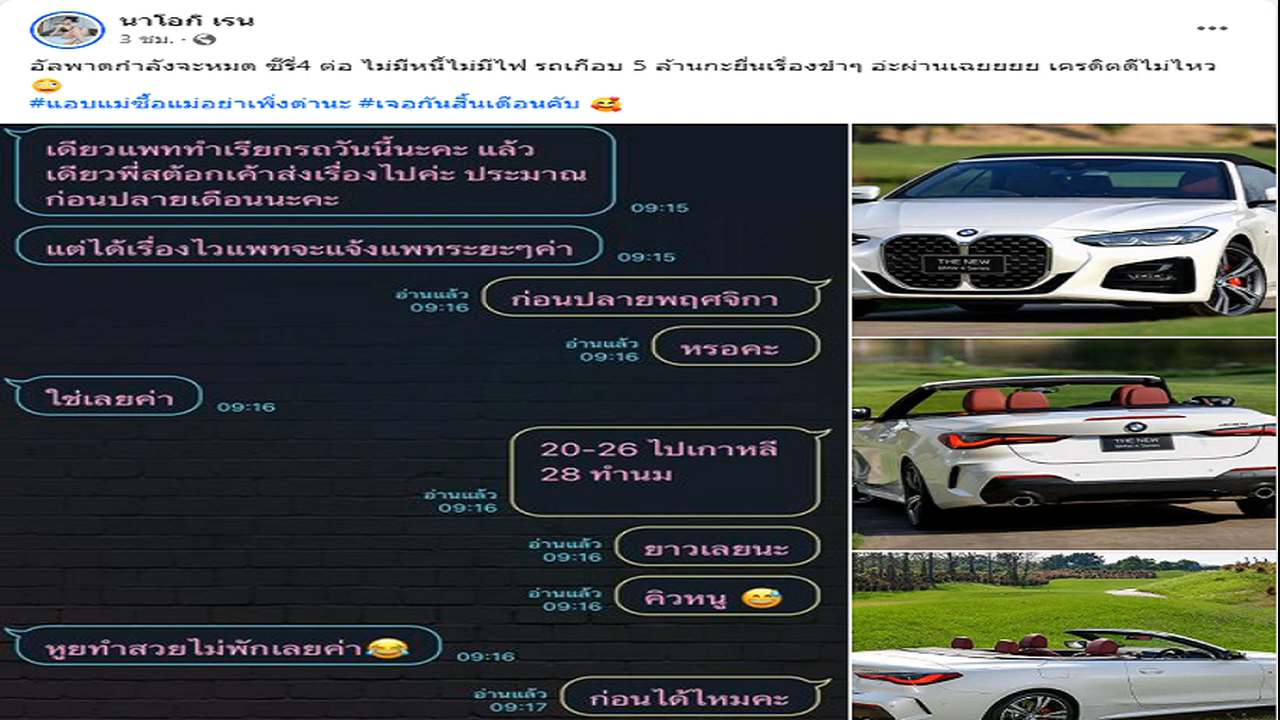 นาโอกิ เรน
3 ชม. ·
อัลพาตกำลังจะหมด ซีรี่4 ต่อ ไม่มีหนี้ไม่มีไฟ รถเกือบ 5 ล้านกะยื่นเรื่องขำๆ อ่ะผ่านเฉยยยย เครดิตดีไม่ไหว
🙄
#แอบแม่ซื้อแม่อย่าเพิ่งด่านะ #เจอกันสิ้นเดือนคับ 🥰
เดียวแพททำเรียกรถวันนี้นะคะ แล้ว
เดียวพี่สต้อกเค้าส่งเรื่องไปค่ะ ประมาณ
ก่อนปลายเดือนนะคะ
09:15
แต่ได้เรื่องไวแพทจะแจ้งแพทระยะๆค่า
09:15
ก่อนปลายพฤศจิกา
อ่านแล้ว
09:16
หรอคะ
อ่านแล้ว
09:16
ใช่เลยค่า
09:16
20-26 ไปเกาหลี
28 ทำนม
อ่านแล้ว
09:16
ยาวเลยนะ
อ่านแล้ว
09:16
คิวหนู 😅
อ่านแล้ว
09:16
หูยทำสวยไม่พักเลยค่า😂
09:16
ก่อนได้ไหมคะ
อ่านแล้ว
09:17
THE NEW
BMW 4 Series
THE NEW